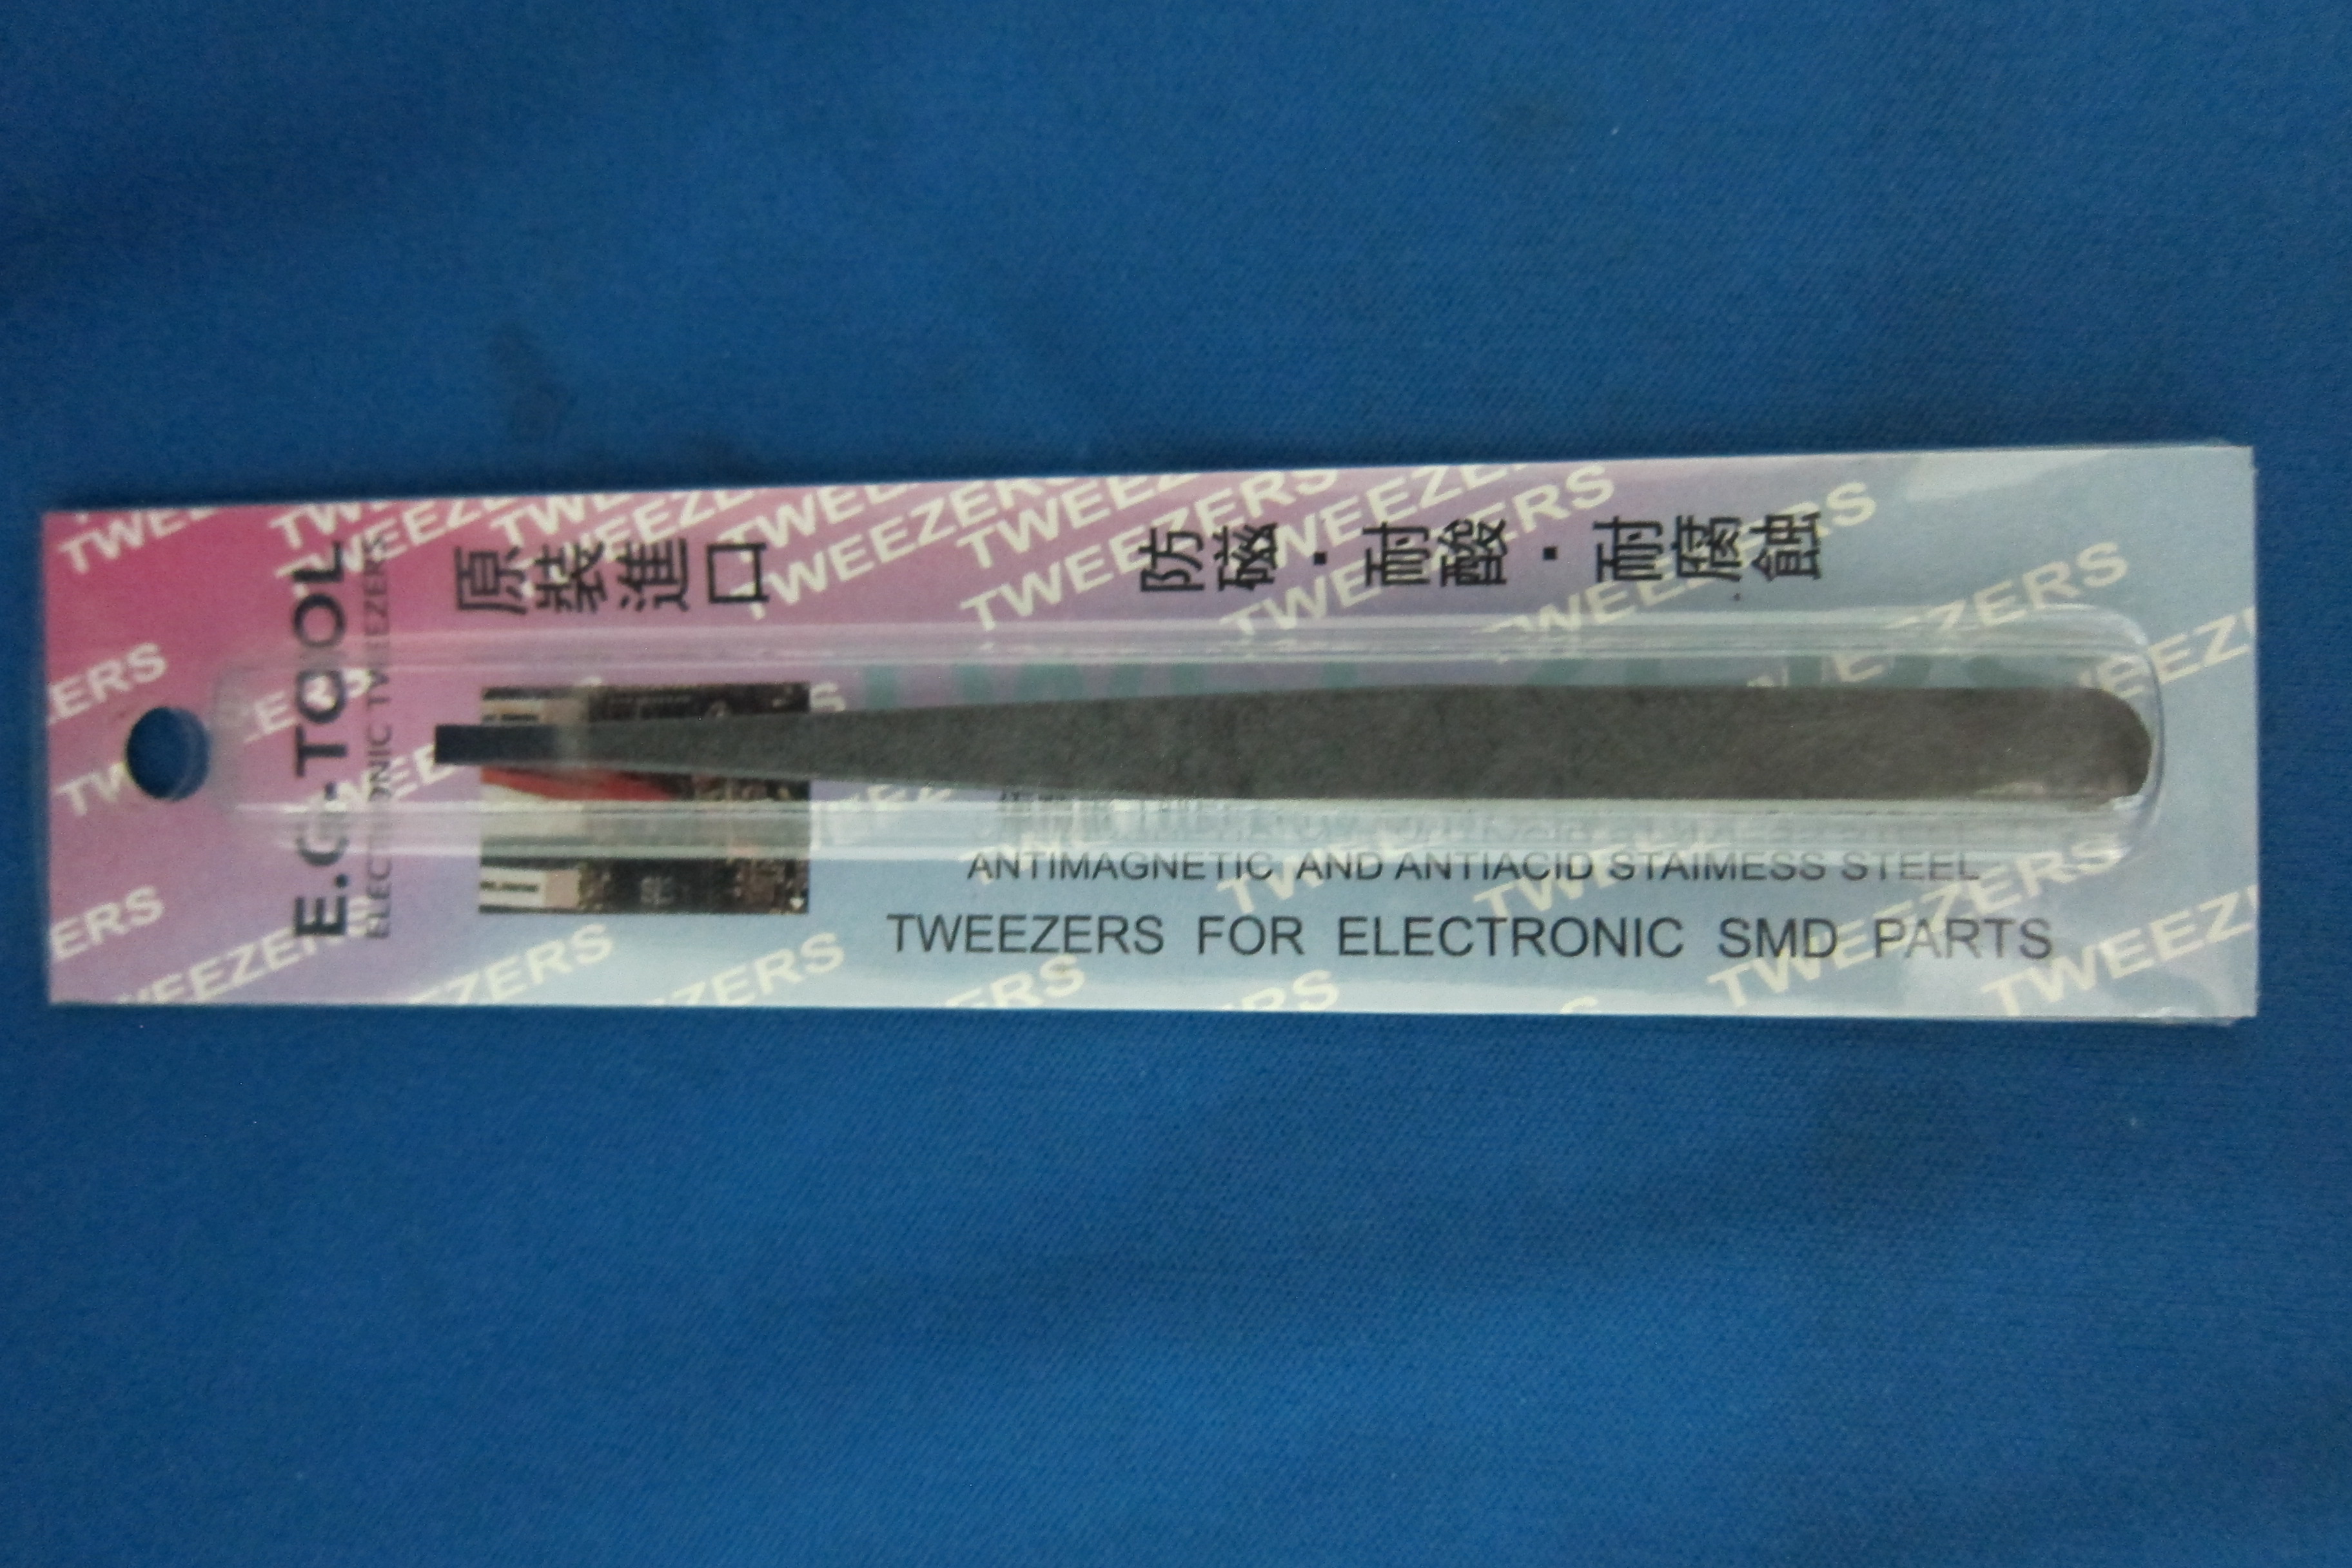 E.G-TOOL
ELECTRONIC TWEEZERS
原裝進口
防磁·耐酸·耐腐蝕
ANTIMAGNETIC AND ANTIACID STAIMESS STEEL
TWEEZERS FOR ELECTRONIC SMD PARTS
TWEEZERS